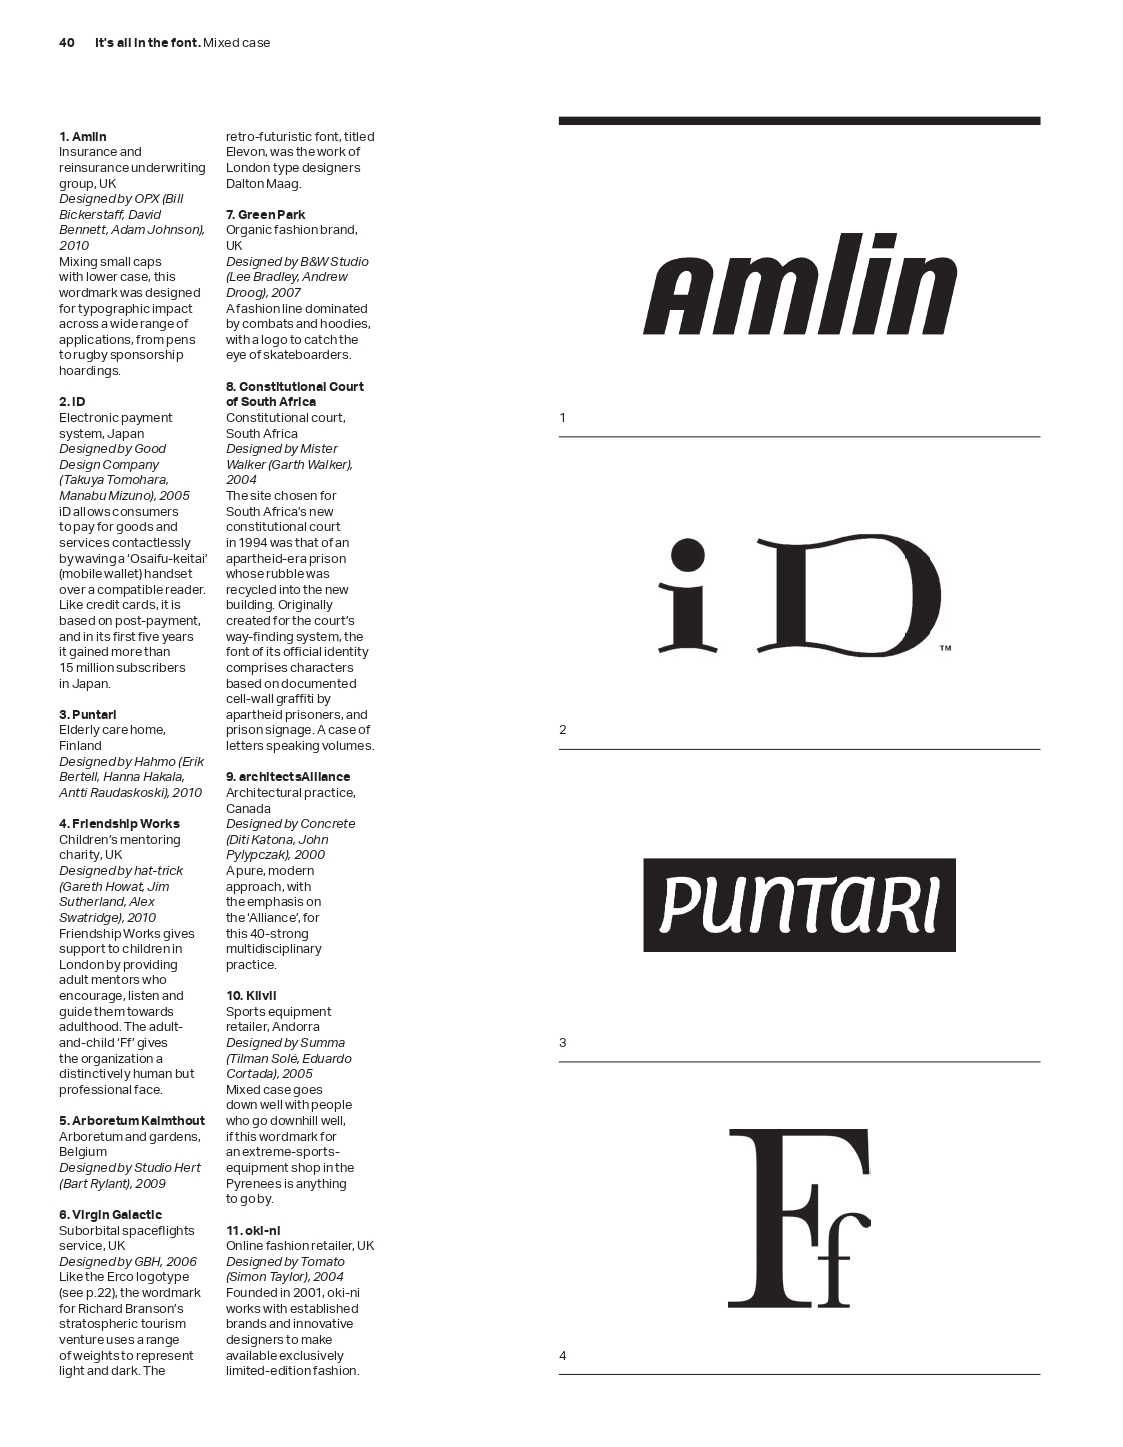 40 It's all in the font. Mixed case
1. Amlin
Insurance and
reinsurance underwriting
group, UK
Designed by OPX (Bill
Bickerstaff, David
Bennett, Adam Johnson),
2010
Mixing small caps
with lower case, this
wordmark was designed
for typographic impact
across a wide range of
applications, from pens
to rugby sponsorship
hoardings.
2. iD
Electronic payment
system, Japan
Designed by Good
Design Company
(Takuya Tomohara,
Manabu Mizuno), 2005
iD allows consumers
to pay for goods and
services contactlessly
by waving a ‘Osaifu-keitai’
(mobile wallet) handset
over a compatible reader.
Like credit cards, it is
based on post-payment,
and in its first five years
it gained more than
15 million subscribers
in Japan.
3. Puntari
Elderly care home,
Finland
Designed by Hahmo (Erik
Bertell, Hanna Hakala,
Antti Raudaskoski), 2010
4. Friendship Works
Children’s mentoring
charity, UK
Designed by hat-trick
(Gareth Howat, Jim
Sutherland, Alex
Swatridge), 2010
Friendship Works gives
support to children in
London by providing
adult mentors who
encourage, listen and
guide them towards
adulthood. The adult-
and-child ‘Ff’ gives
the organization a
distinctively human but
professional face.
5. Arboretum Kalmthout
Arboretum and gardens,
Belgium
Designed by Studio Hert
(Bart Rylant), 2009
6. Virgin Galactic
Suborbital spaceflights
service, UK
Designed by GBH, 2006
Like the Erco logotype
(see p.22), the wordmark
for Richard Branson’s
stratospheric tourism
venture uses a range
of weights to represent
light and dark. The
retro-futuristic font, titled
Elevon, was the work of
London type designers
Dalton Maag.
7. Green Park
Organic fashion brand,
UK
Designed by B&W Studio
(Lee Bradley, Andrew
Droog), 2007
A fashion line dominated
by combats and hoodies,
with a logo to catch the
eye of skateboarders.
8. Constitutional Court
of South Africa
Constitutional court,
South Africa
Designed by Mister
Walker (Garth Walker),
2004
The site chosen for
South Africa’s new
constitutional court
in 1994 was that of an
apartheid-era prison
whose rubble was
recycled into the new
building. Originally
created for the court’s
way-finding system, the
font of its official identity
comprises characters
based on documented
cell-wall graffiti by
apartheid prisoners, and
prison signage. A case of
letters speaking volumes.
9. architectsAlliance
Architectural practice,
Canada
Designed by Concrete
(Diti Katona, John
Pylypczak), 2000
A pure, modern
approach, with
the emphasis on
the ‘Alliance’, for
this 40-strong
multidisciplinary
practice.
10. Kilvil
Sports equipment
retailer, Andorra
Designed by Summa
(Tilman Solé, Eduardo
Cortada), 2005
Mixed case goes
down well with people
who go downhill well,
if this wordmark for
an extreme-sports-
equipment shop in the
Pyrenees is anything
to go by.
11. oki-ni
Online fashion retailer, UK
Designed by Tomato
(Simon Taylor), 2004
Founded in 2001, oki-ni
works with established
brands and innovative
designers to make
available exclusively
limited-edition fashion.
amlin
1
iD™
2
PUNTARI
3
Ff
4